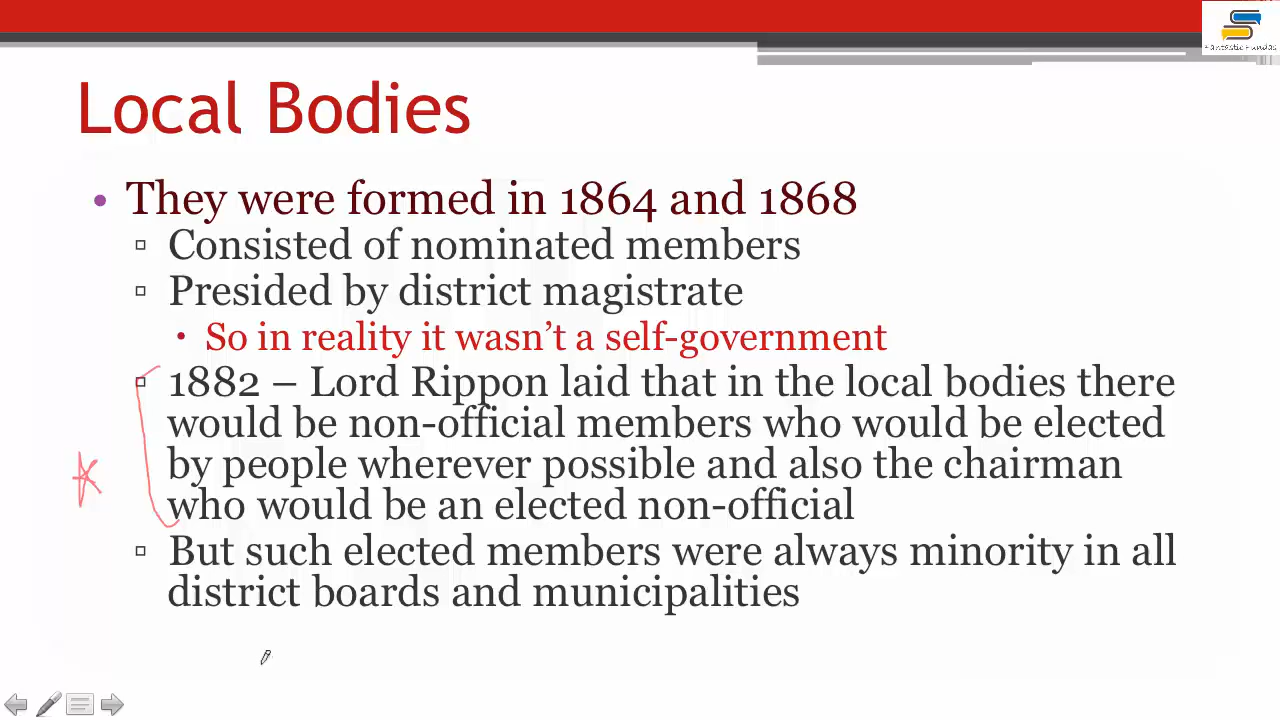 Fantastic Fundas
Local Bodies
• They were formed in 1864 and 1868
▫ Consisted of nominated members
▫ Presided by district magistrate
• So in reality it wasn't a self-government
▫ 1882 – Lord Rippon laid that in the local bodies there
would be non-official members who would be elected
by people wherever possible and also the chairman
who would be an elected non-official
▫ But such elected members were always minority in all
district boards and municipalities